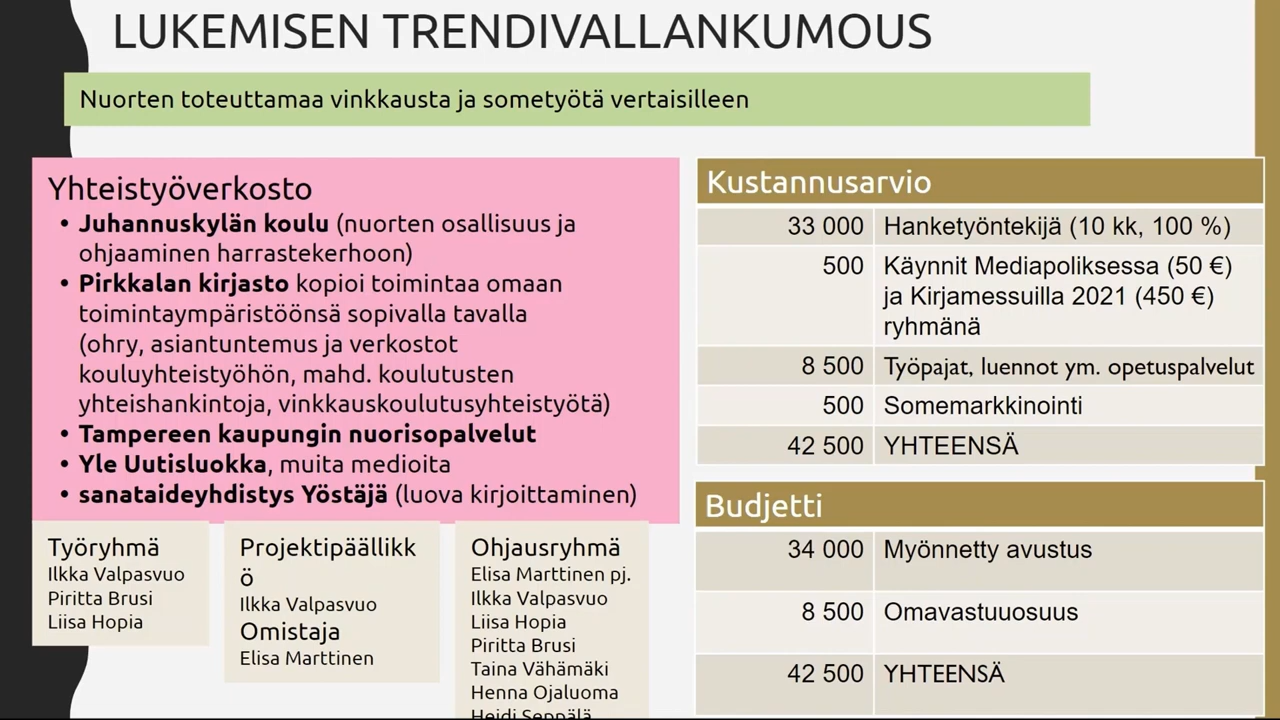 LUKEMISEN TRENDIVALLANKUMOUS
Nuorten toteuttamaa vinkkausta ja sometyötä vertaisilleen
Yhteistyöverkosto
• Juhannuskylän koulu (nuorten osallisuus ja
ohjaaminen harrastekerhoon)
• Pirkkalan kirjasto kopioi toimintaa omaan
toimintaympäristöönsä sopivalla tavalla
(ohry, asiantuntemus ja verkostot
kouluyhteistyöhön, mahd. koulutusten
yhteishankintoja, vinkkauskoulutusyhteistyötä)
• Tampereen kaupungin nuorisopalvelut
• Yle Uutisluokka, muita medioita
• sanataideyhdistys Yöstäjä (luova kirjoittaminen)
Työryhmä
Ilkka Valpasvuo
Piritta Brusi
Liisa Hopia
Projektipäällikk
ö
Ilkka Valpasvuo
Omistaja
Elisa Marttinen
Ohjausryhmä
Elisa Marttinen pj.
Ilkka Valpasvuo
Liisa Hopia
Piritta Brusi
Taina Vähämäki
Henna Ojaluoma
Heidi Seppälä
Kustannusarvio
33 000 Hanketyöntekijä (10 kk, 100 %)
500 Käynnit Mediapoliksessa (50 €)
ja Kirjamessuilla 2021 (450 €)
ryhmänä
8 500 Työpajat, luennot ym. opetuspalvelut
500 Somemarkkinointi
42 500 YHTEENSÄ
Budjetti
34 000 Myönnetty avustus
8 500 Omavastuuosuus
42 500 YHTEENSÄ